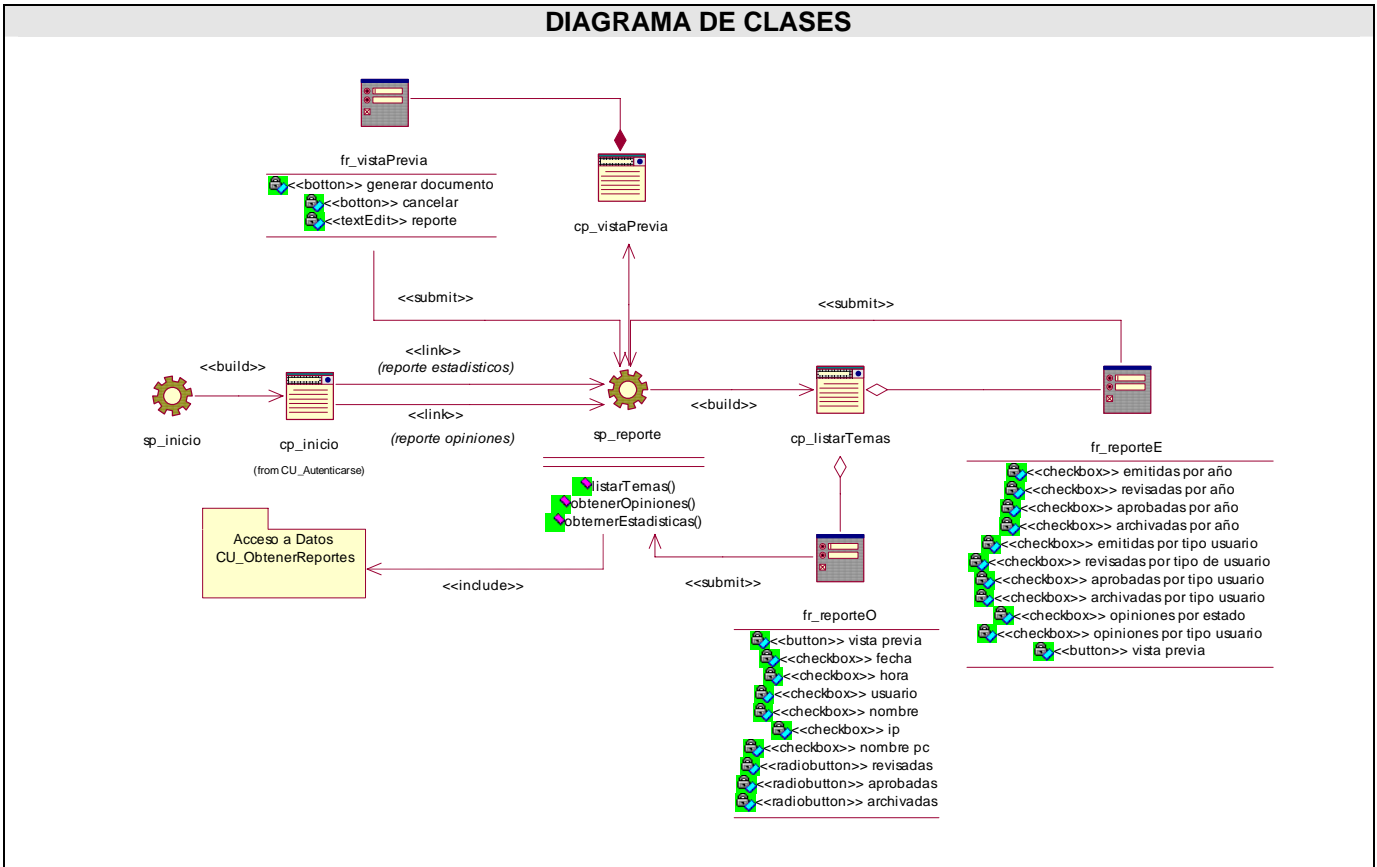 DIAGRAMA DE CLASES
fr_vistaPrevia
<<botton>> generar documento
<<botton>> cancelar
<<textEdit>> reporte
cp_vistaPrevia
<<submit>>
<<submit>>
<<build>>
<<link>>
(reporte estadisticos)
<<link>>
(reporte opiniones)
<<build>>
sp_inicio
cp_inicio
(from CU_Autenticarse)
sp_reporte
listarTemas()
obtenerOpiniones()
obternerEstadisticas()
cp_listarTemas
Acceso a Datos
CU_ObtenerReportes
<<include>>
<<submit>>
fr_reporteO
<<button>> vista previa
<<checkbox>> fecha
<<checkbox>> hora
<<checkbox>> usuario
<<checkbox>> nombre
<<checkbox>> ip
<<checkbox>> nombre pc
<<radiobutton>> revisadas
<<radiobutton>> aprobadas
<<radiobutton>> archivadas
fr_reporteE
<<checkbox>> emitidas por año
<<checkbox>> revisadas por año
<<checkbox>> aprobadas por año
<<checkbox>> archivadas por año
<<checkbox>> emitidas por tipo usuario
<<checkbox>> revisadas por tipo de usuario
<<checkbox>> aprobadas por tipo usuario
<<checkbox>> archivadas por tipo usuario
<<checkbox>> opiniones por estado
<<checkbox>> opiniones por tipo usuario
<<button>> vista previa